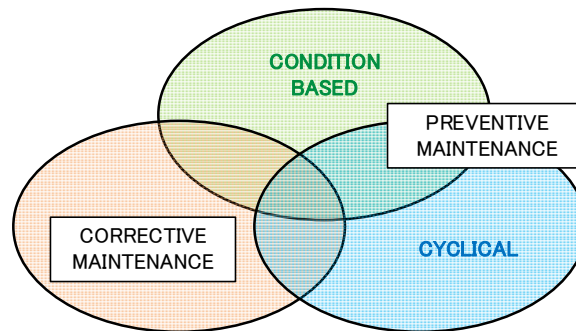 CONDITION
BASED
PREVENTIVE
MAINTENANCE
CORRECTIVE
MAINTENANCE
CYCLICAL